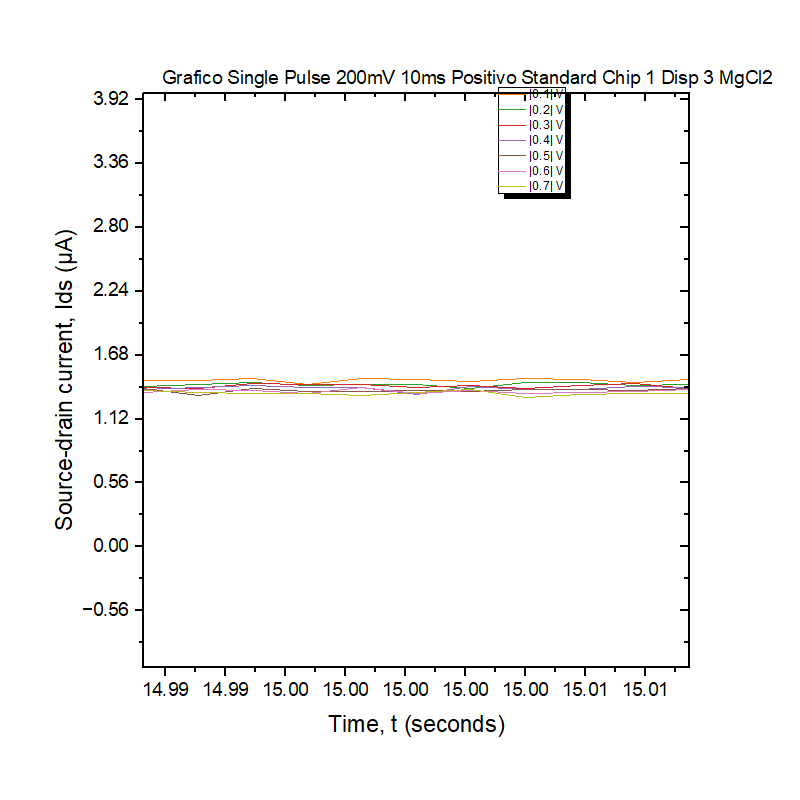 Grafico Single Pulse 200mV 10ms Positivo Standard Chip 1 Disp 3 MgCl2
3.92
3.36
2.80
2.24
1.68
1.12
0.56
0.00
−0.56
Source-drain current, Ids (μA)
|0.1| V
|0.2| V
|0.3| V
|0.4| V
|0.5| V
|0.6| V
|0.7| V
14.99 14.99 15.00 15.00 15.00 15.00 15.00 15.01 15.01
Time, t (seconds)